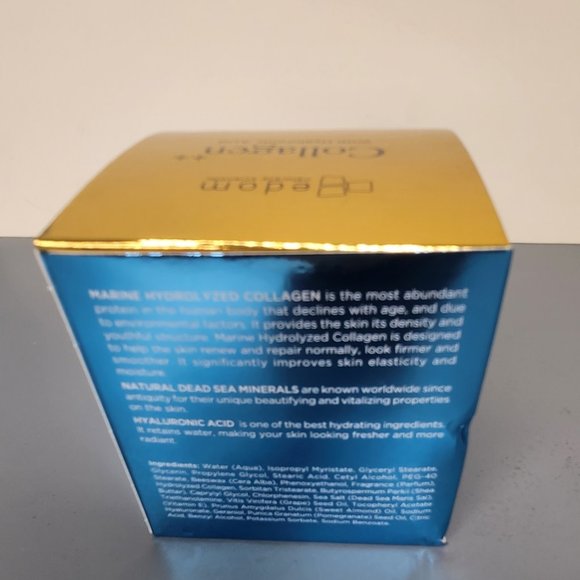 Collagen++
with Hyaluronic Acid
edom
MARINE HYDROLYZED COLLAGEN is the most abundant
protein in the human body that declines with age, and due
to environmental factors. It provides the skin its density and
youthful structure. Marine Hydrolyzed Collagen is designed
to help the skin renew and repair normally, look firmer and
smoother. It significantly improves skin elasticity and
moisture.
NATURAL DEAD SEA MINERALS are known worldwide since
antiquity for their unique beautifying and vitalizing properties
on the skin.
HYALURONIC ACID is one of the best hydrating ingredients.
It retains water, making your skin looking fresher and more
radiant.
Ingredients: Water (Aqua), Isopropyl Myristate, Glyceryl Stearate,
Glycerin, Propylene Glycol, Stearic Acid, Cetyl Alcohol, PEG-40
Stearate, Beeswax (Cera Alba), Phenoxyethanol, Fragrance (Parfum),
Hydrolyzed Collagen, Sorbitan Tristearate, Butyrospermum Parkii (Shea
Butter), Caprylyl Glycol, Chlorphenesin, Sea Salt (Dead Sea Maris Sal),
Triethanolamine, Vitis Vinifera (Grape) Seed Oil, Tocopheryl Acetate
(Vitamin E), Prunus Amygdalus Dulcis (Sweet Almond) Oil, Sodium
Hyaluronate, Geraniol, Punica Granatum (Pomegranate) Seed Oil, Citric
Acid, Benzyl Alcohol, Potassium Sorbate, Sodium Benzoate.